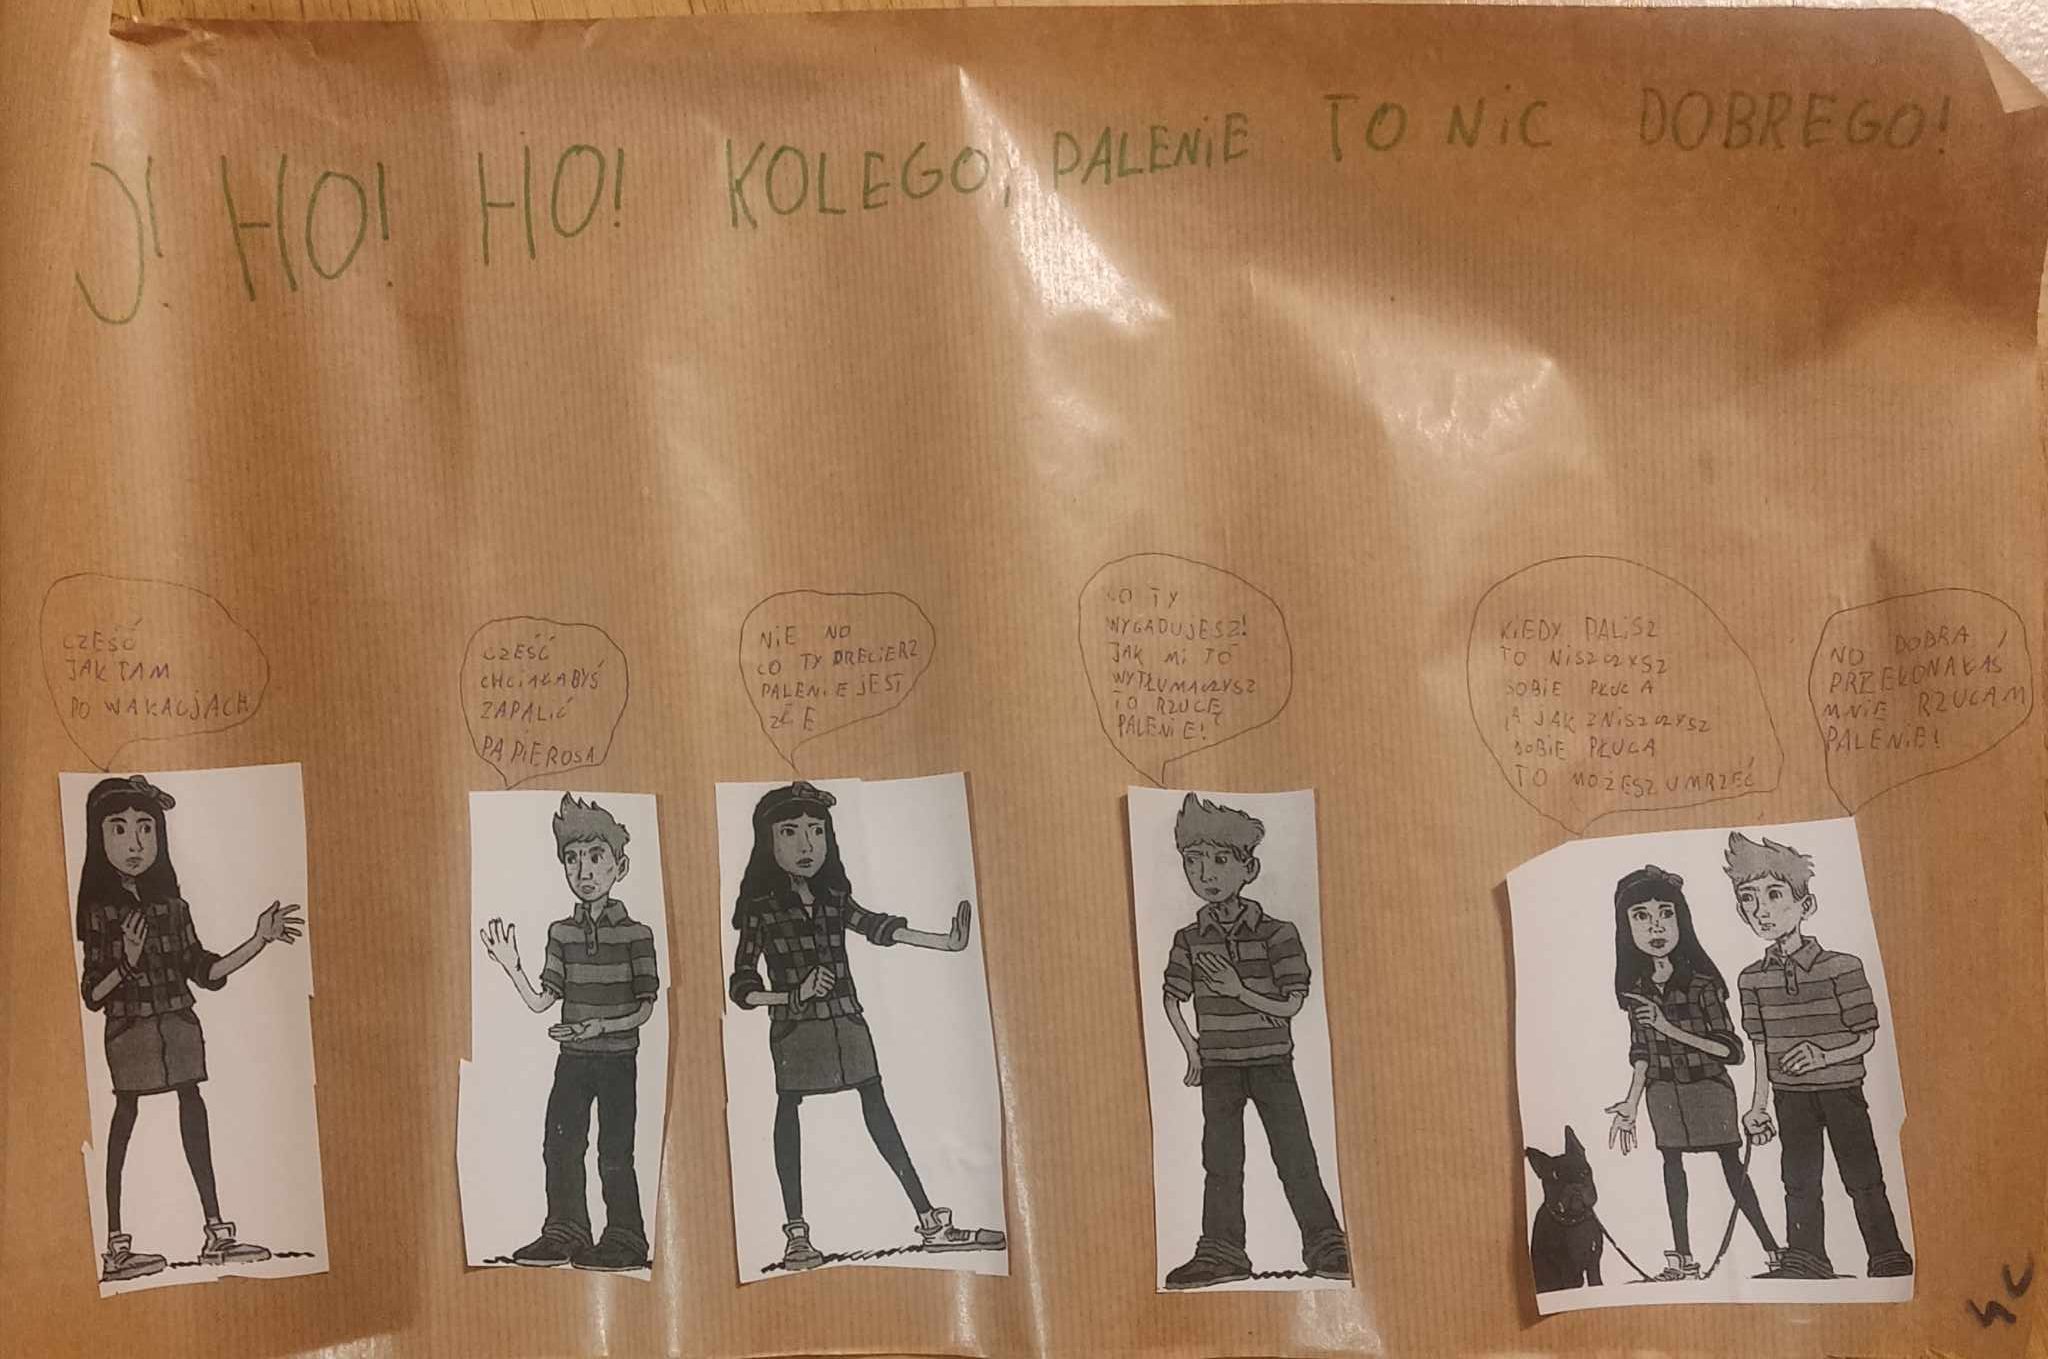 J! HO! HO! KOLEGO, PALENiE TO NiC DOBREGO!
CZEŚĆ
JAK TAM
PO WAKACJACH
CZEŚĆ
CHCiAŁABYŚ
ZAPALIĆ
PAPiEROSA
NiE NO
CO TY PRECIERZ
PALENiE JEST
ZŁE
CO TY
WYGADUJESZ!
JAK Mi TO
WYTŁUMACZYSZ
TO RZUCĘ
PALENiE!
KiEDY PALiSZ
TO NiSZCZYSZ
SOBiE PŁUCA
,A JAK ZNiSZCZYSZ
SOBiE PŁUCA
TO MOŻESZ UMRZEĆ
NO DOBRA,
PRZEKONAŁAŚ
MNiE RZUCAM
PALENiE!